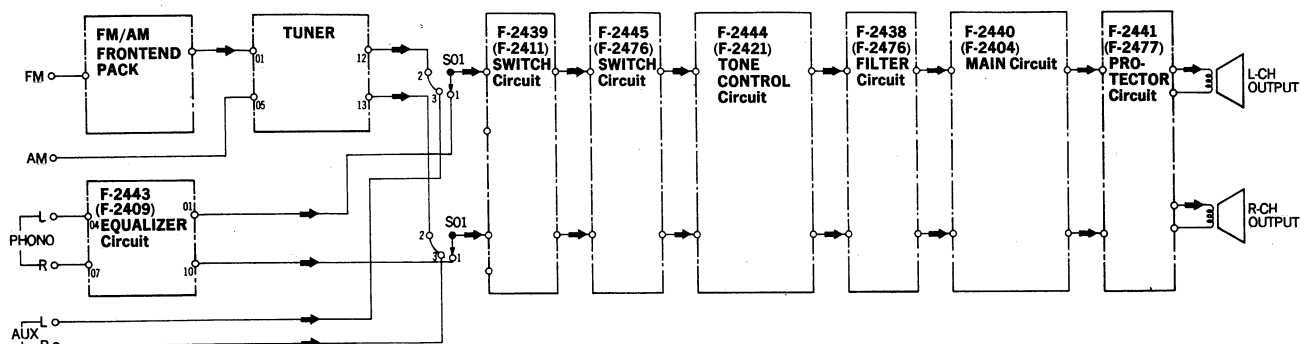 FM/AM
FRONTEND
PACK
TUNER
F-2439
(F-2411)
SWITCH
Circuit
F-2445
(F-2476)
SWITCH
Circuit
F-2444
(F-2421)
TONE
CONTROL
Circuit
F-2438
(F-2476)
FILTER
Circuit
F-2440
(F-2404)
MAIN Circuit
F-2441
(F-2477)
PRO-
TECTOR
Circuit
FM
01
12
05
13
2
3
S01
1
L-CH
OUTPUT
AM
F-2443
(F-2409)
EQUALIZER
Circuit
01
04
07
10
PHONO
L
R
2
3
S01
1
R-CH
OUTPUT
AUX
L
R